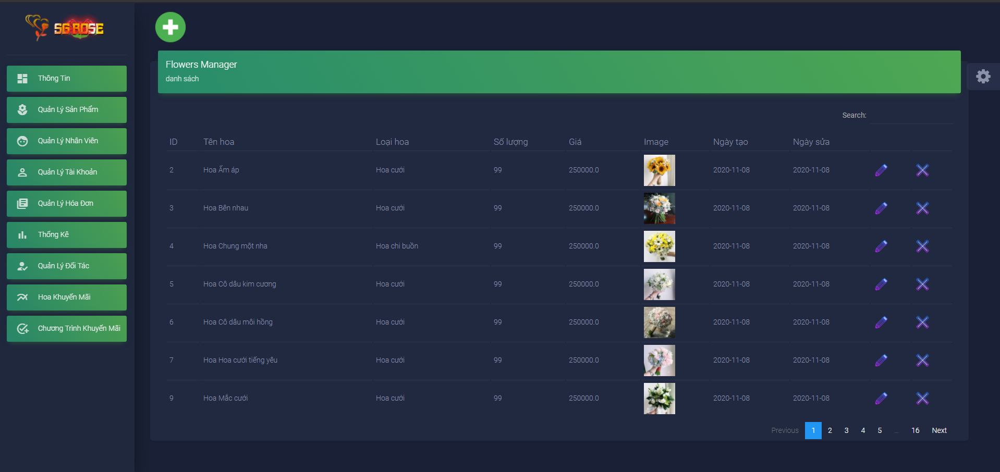 SG ROSE
Thông Tin
Quản Lý Sản Phẩm
Quản Lý Nhân Viên
Quản Lý Tài Khoản
Quản Lý Hóa Đơn
Thống Kê
Quản Lý Đối Tác
Hoa Khuyến Mãi
Chương Trình Khuyến Mãi
Flowers Manager
danh sách
Search:
ID Tên hoa Loại hoa Số lượng Giá Image Ngày tạo Ngày sửa
2 Hoa Ấm áp Hoa cưới 99 250000.0 2020-11-08 2020-11-08
3 Hoa Bên nhau Hoa cưới 99 250000.0 2020-11-08 2020-11-08
4 Hoa Chung một nha Hoa chi buồn 99 250000.0 2020-11-08 2020-11-08
5 Hoa Cô dâu kim cương Hoa cưới 99 250000.0 2020-11-08 2020-11-08
6 Hoa Cô dâu môi hồng Hoa cưới 99 250000.0 2020-11-08 2020-11-08
7 Hoa Hoa cưới tiếng yêu Hoa cưới 99 250000.0 2020-11-08 2020-11-08
9 Hoa Mắc cưới Hoa cưới 99 250000.0 2020-11-08 2020-11-08
Previous 1 2 3 4 5 … 16 Next